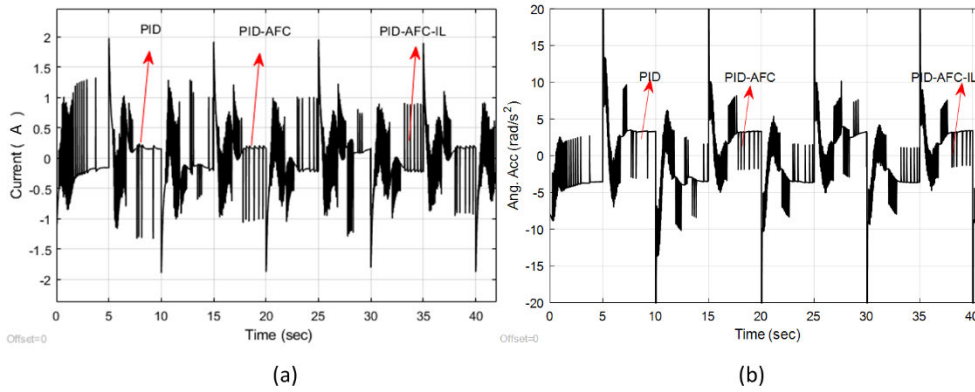 PID
PID-AFC
PID-AFC-IL
2
1.5
1
0.5
0
-0.5
-1
-1.5
-2
Current ( A )
0 5 10 15 20 25 30 35 40
Time (sec)
Offset=0
(a)
PID
PID-AFC
PID-AFC-IL
20
15
10
5
0
-5
-10
-15
-20
Ang. Acc (rad/s²)
0 5 10 15 20 25 30 35 40
Time (sec)
Offset=0
(b)